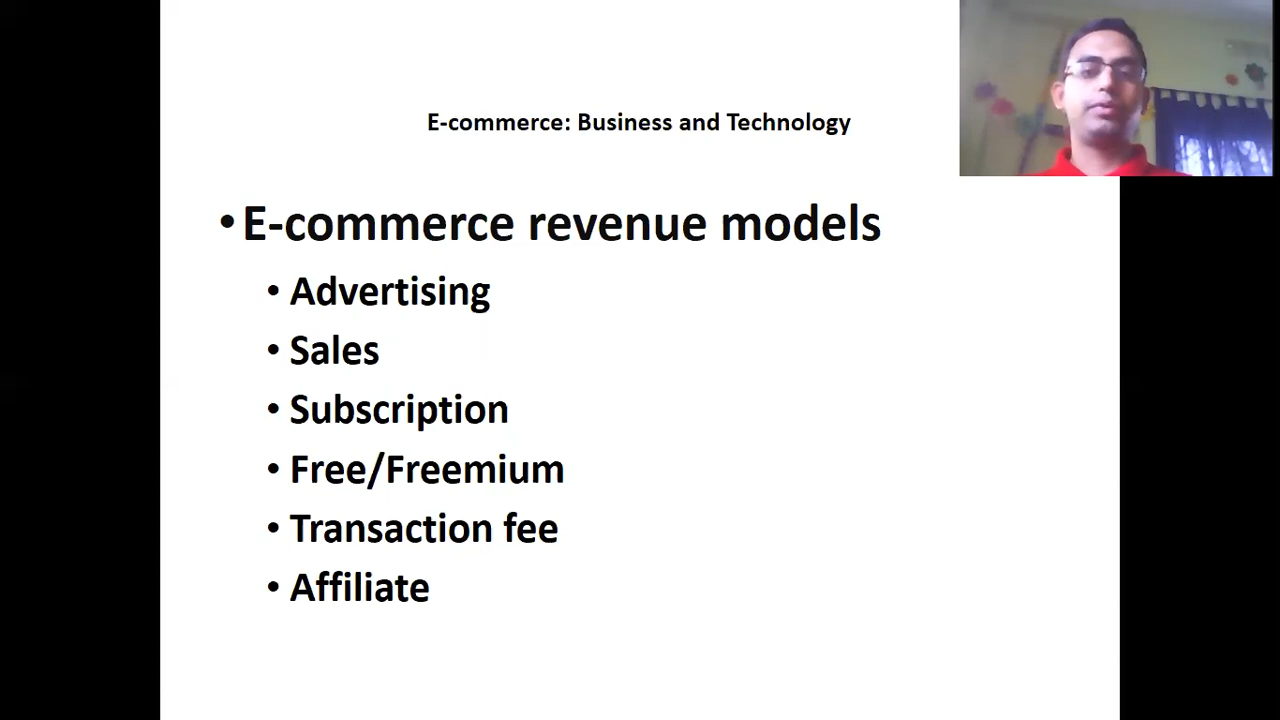 E-commerce: Business and Technology
• E-commerce revenue models
• Advertising
• Sales
• Subscription
• Free/Freemium
• Transaction fee
• Affiliate